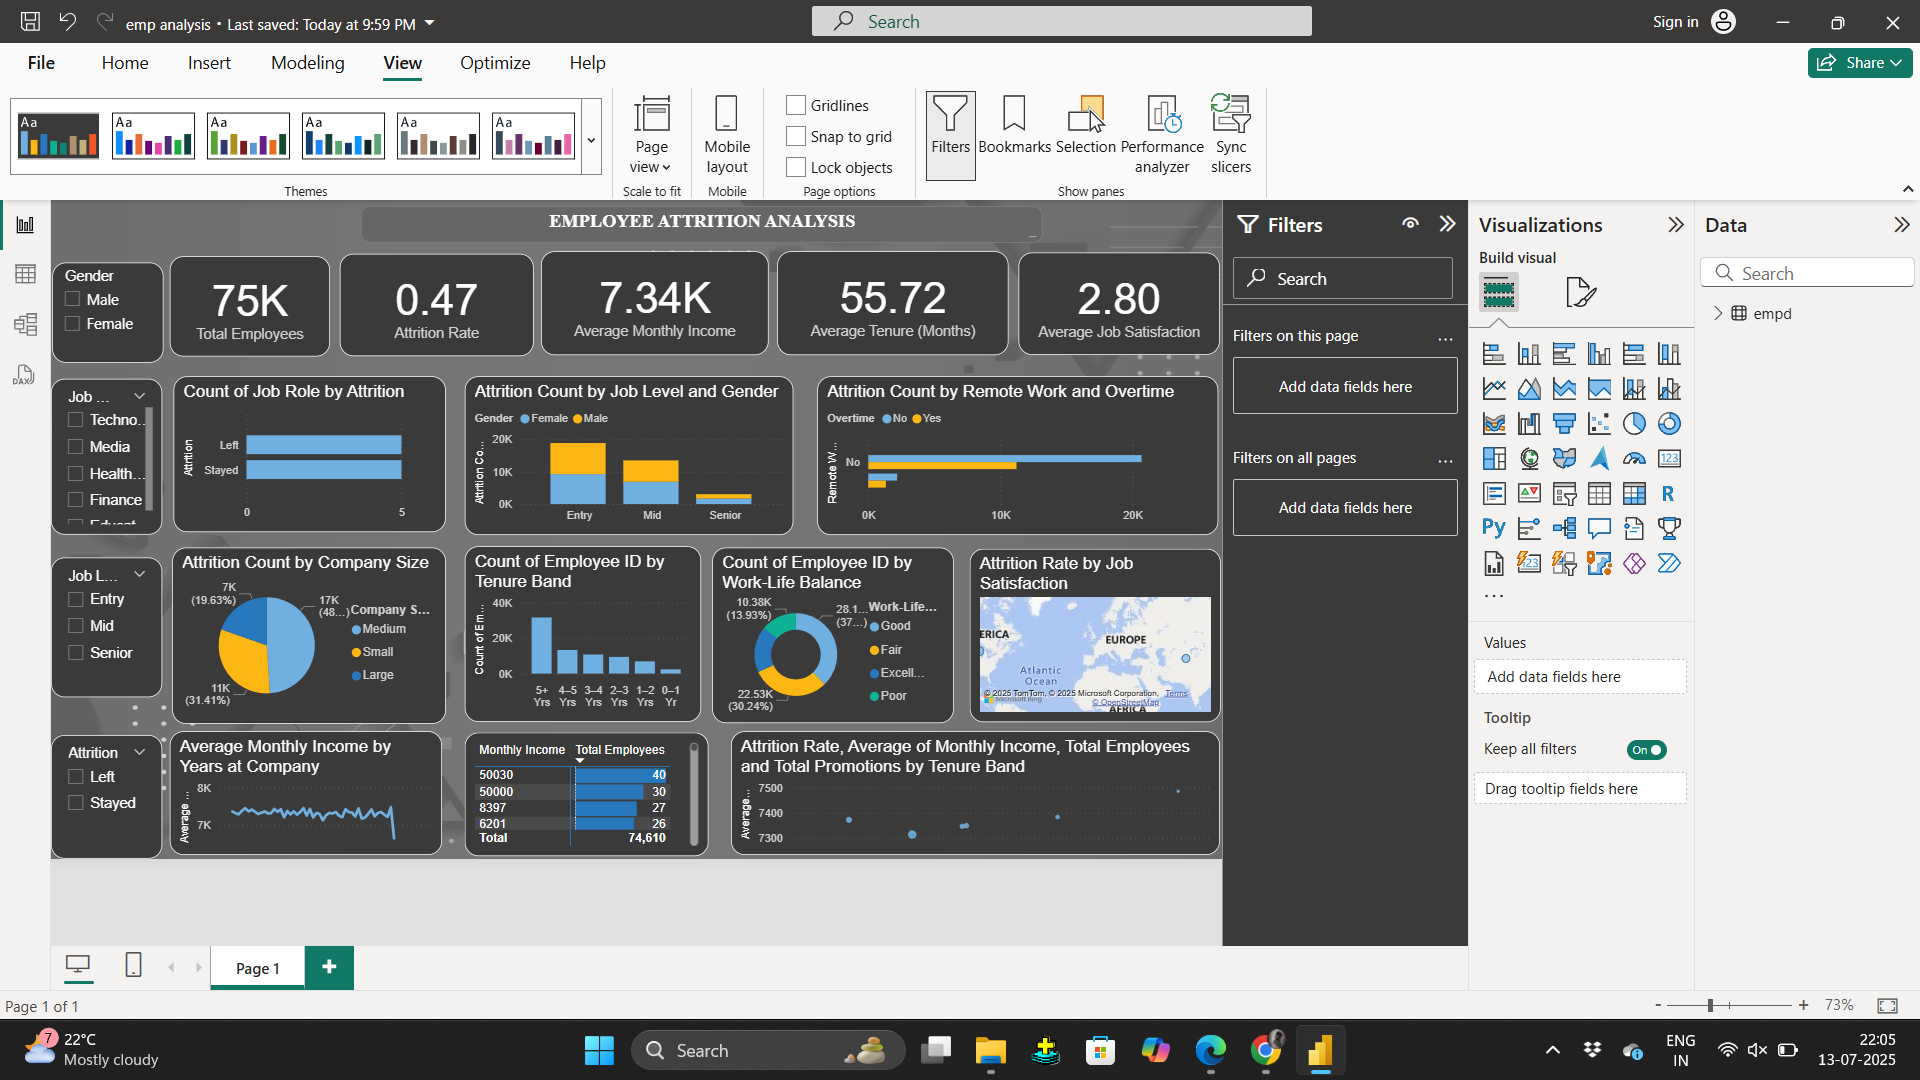 emp analysis • Last saved: Today at 9:59 PM
Search
Sign in
File
Home
Insert
Modeling
View
Optimize
Help
Share
Aa
Aa
Aa
Aa
Aa
Aa
Themes
Page
view
Scale to fit
Mobile
layout
Mobile
Gridlines
Snap to grid
Lock objects
Page options
Filters
Bookmarks
Selection
Performance
analyzer
Sync
slicers
Show panes
EMPLOYEE ATTRITION ANALYSIS
Gender
Male
Female
75K
Total Employees
0.47
Attrition Rate
7.34K
Average Monthly Income
55.72
Average Tenure (Months)
2.80
Average Job Satisfaction
Job ...
Techno..
Media
Health...
Finance
Count of Job Role by Attrition
Attrition
Left
Stayed
0
5
Attrition Count by Job Level and Gender
Gender
Female
Male
Attrition Co...
20K
10K
0K
Entry
Mid
Senior
Attrition Count by Remote Work and Overtime
Overtime
No
Yes
Remote W...
No
0K
10K
20K
Job L...
Entry
Mid
Senior
Attrition Count by Company Size
7K
(19.63%)
17K
(48...)
11K
(31.41%)
Company S...
Medium
Small
Large
Count of Employee ID by
Tenure Band
Count of Em...
40K
20K
0K
5+
Yrs
4–5
Yrs
3–4
Yrs
2–3
Yrs
1–2
Yrs
0–1
Yr
Count of Employee ID by
Work-Life Balance
10.38K
(13.93%)
28.1...
(37...)
22.53K
(30.24%)
Work-Life...
Good
Fair
Excell...
Poor
Attrition Rate by Job
Satisfaction
ERICA
EUROPE
Atlantic
Ocean
© 2025 TomTom, © 2025 Microsoft Corporation,
Terms
© OpenStreetMap
Microsoft Bing
AFRICA
Attrition
Left
Stayed
Average Monthly Income by
Years at Company
Average ...
8K
7K
Monthly Income
Total Employees
50030
40
50000
30
8397
27
6201
26
Total
74,610
Attrition Rate, Average of Monthly Income, Total Employees
and Total Promotions by Tenure Band
Average...
7500
7400
7300
Filters
Search
Filters on this page
...
Add data fields here
Filters on all pages
...
Add data fields here
Visualizations
Build visual
123
R
Py
123
...
Values
Add data fields here
Tooltip
Keep all filters
On
Drag tooltip fields here
Data
Search
empd
DAX
Page 1
+
Page 1 of 1
-
+
73%
7
22°C
Mostly cloudy
Search
ENG
IN
22:05
13-07-2025